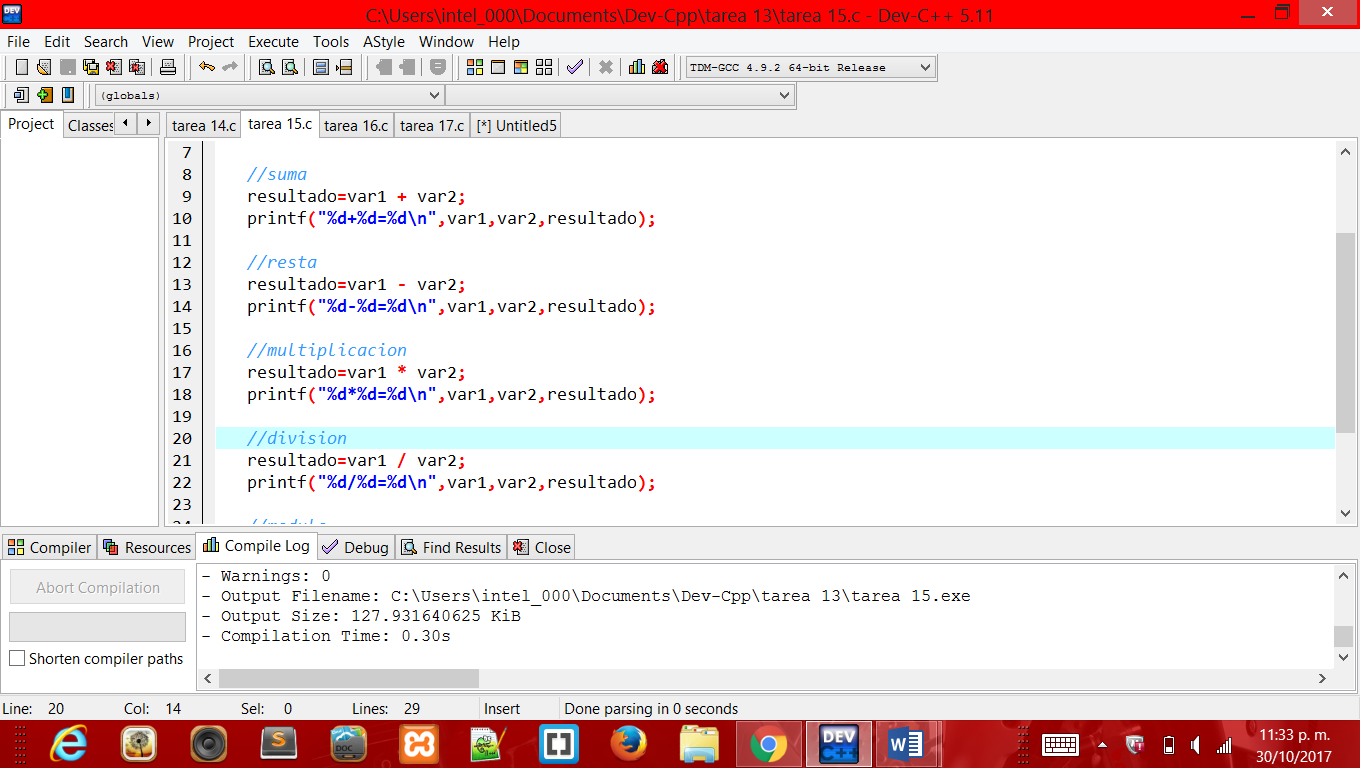 C:\Users\intel_000\Documents\Dev-Cpp\tarea 13\tarea 15.c - Dev-C++ 5.11
File Edit Search View Project Execute Tools AStyle Window Help
TDM-GCC 4.9.2 64-bit Release
(globals)
Project Classes tarea 14.c tarea 15.c tarea 16.c tarea 17.c [*] Untitled5
7
8 //suma
9 resultado=var1 + var2;
10 printf("%d+%d=%d\n",var1,var2,resultado);
11
12 //resta
13 resultado=var1 - var2;
14 printf("%d-%d=%d\n",var1,var2,resultado);
15
16 //multiplicacion
17 resultado=var1 * var2;
18 printf("%d*%d=%d\n",var1,var2,resultado);
19
20 //division
21 resultado=var1 / var2;
22 printf("%d/%d=%d\n",var1,var2,resultado);
23
Compiler Resources Compile Log Debug Find Results Close
Abort Compilation
Shorten compiler paths
- Warnings: 0
- Output Filename: C:\Users\intel_000\Documents\Dev-Cpp\tarea 13\tarea 15.exe
- Output Size: 127.931640625 KiB
- Compilation Time: 0.30s
Line: 20 Col: 14 Sel: 0 Lines: 29 Insert Done parsing in 0 seconds
DEV C++
11:33 p. m.
30/10/2017